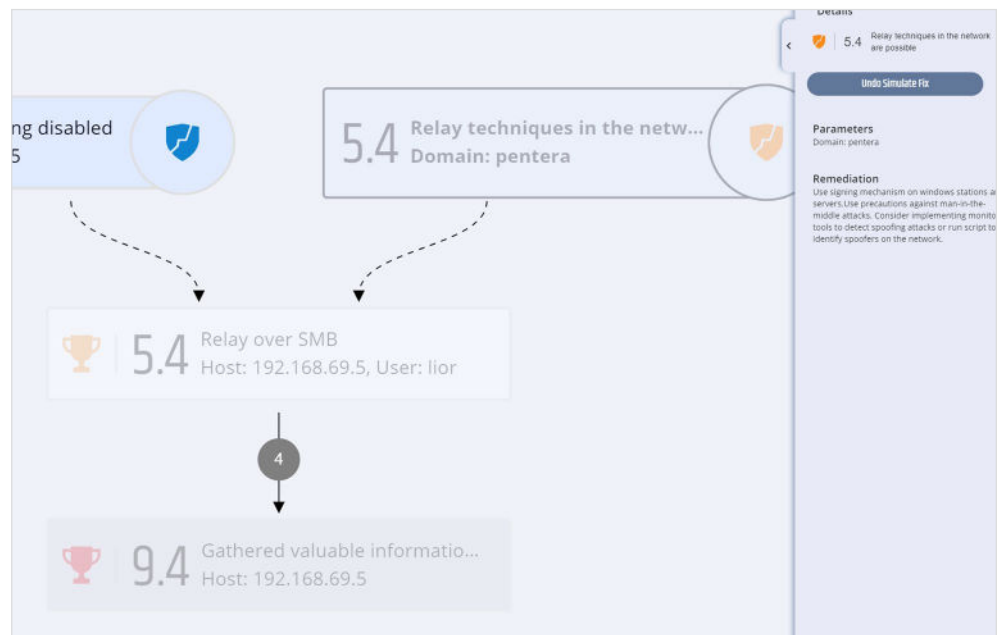 Details
5.4 Relay techniques in the network
are possible
Undo Simulate Fix
ng disabled
5
5.4 Relay techniques in the netw...
Domain: pentera
Parameters
Domain: pentera
Remediation
Use signing mechanism on windows stations a
servers.Use precautions against man-in-the-
middle attacks. Consider implementing monito
tools to detect spoofing attacks or run script to
identify spoofers on the network.
5.4 Relay over SMB
Host: 192.168.69.5, User: lior
4
9.4 Gathered valuable informatio...
Host: 192.168.69.5